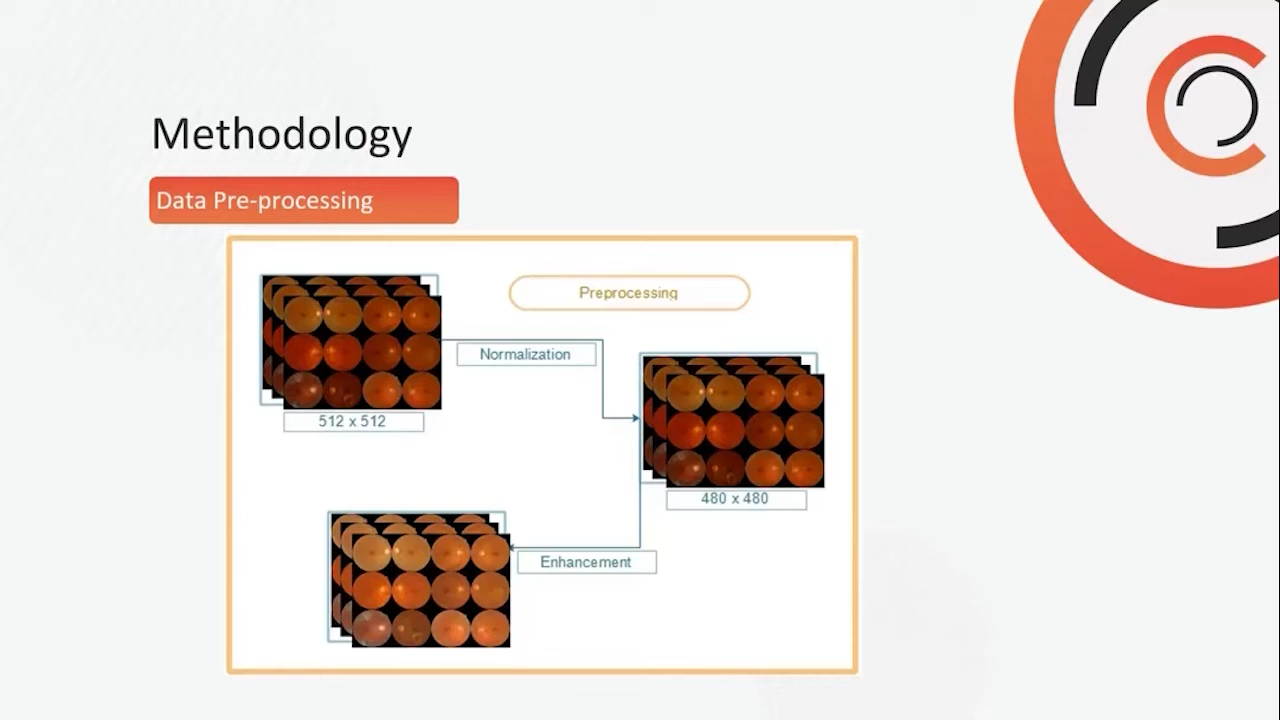 Methodology
Data Pre-processing
Preprocessing
Normalization
512 x 512
480 x 480
Enhancement